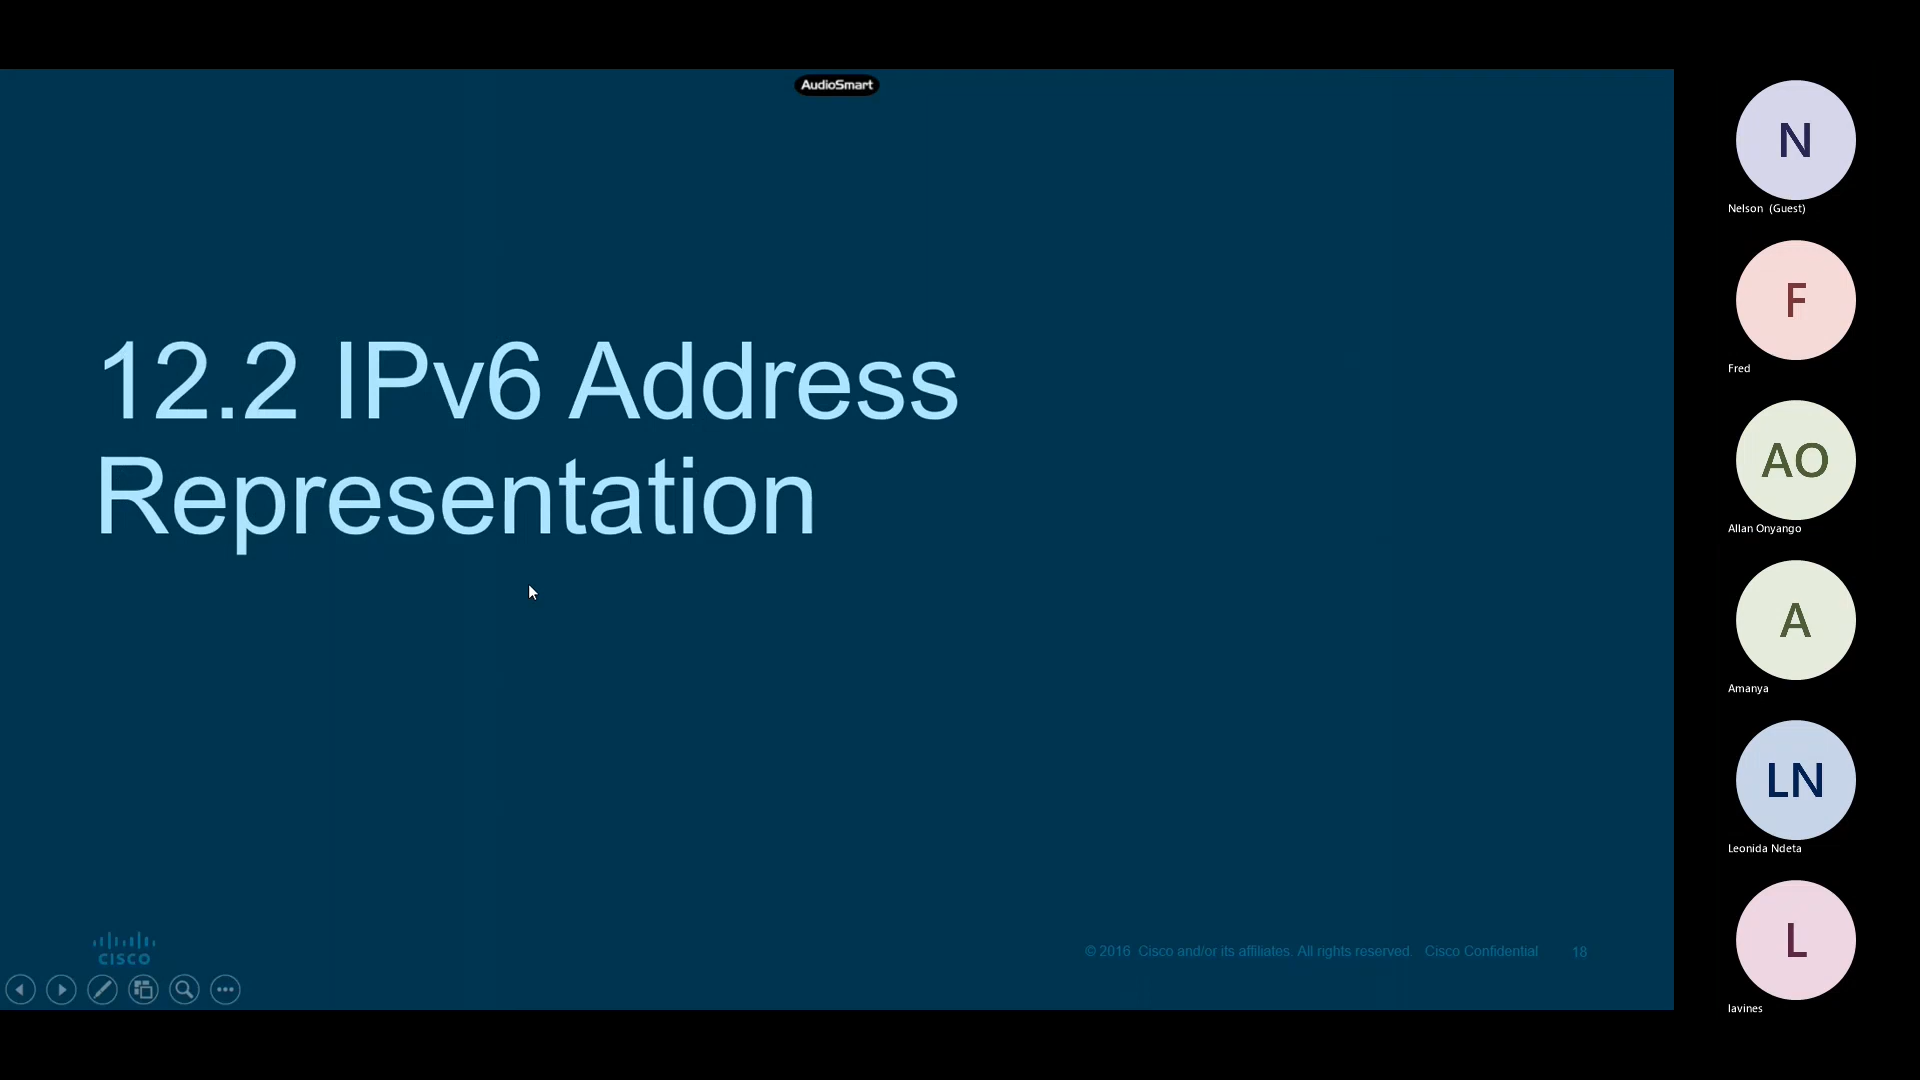 AudioSmart
12.2 IPv6 Address
Representation
CISCO
© 2016 Cisco and/or its affiliates. All rights reserved. Cisco Confidential 18
N
Nelson (Guest)
F
Fred
AO
Allan Onyango
A
Amanya
LN
Leonida Ndeta
L
lavines